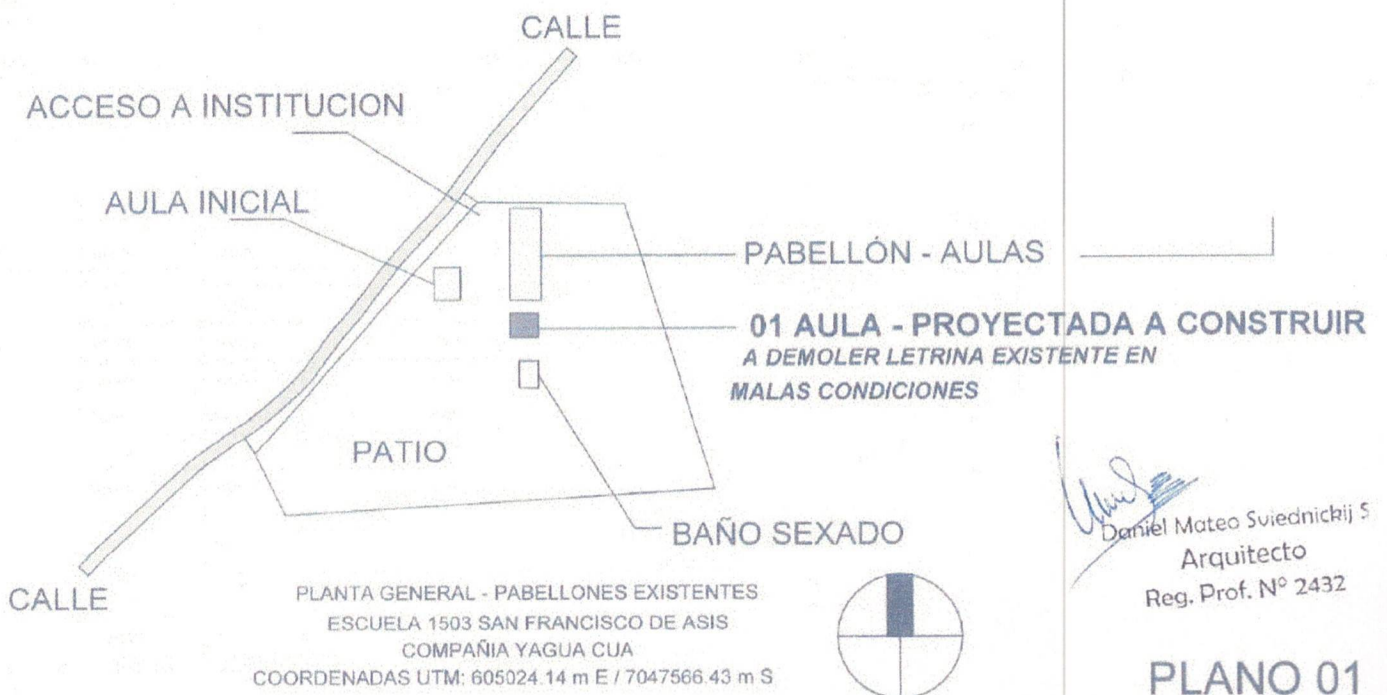 CALLE
ACCESO A INSTITUCION
AULA INICIAL
PABELLÓN - AULAS
01 AULA - PROYECTADA A CONSTRUIR
A DEMOLER LETRINA EXISTENTE EN
MALAS CONDICIONES
PATIO
BAÑO SEXADO
CALLE
PLANTA GENERAL - PABELLONES EXISTENTES
ESCUELA 1503 SAN FRANCISCO DE ASIS
COMPAÑIA YAGUA CUA
COORDENADAS UTM: 605024.14 m E / 7047566.43 m S
Daniel Mateo Sviednickij S
Arquitecto
Reg. Prof. Nº 2432
PLANO 01